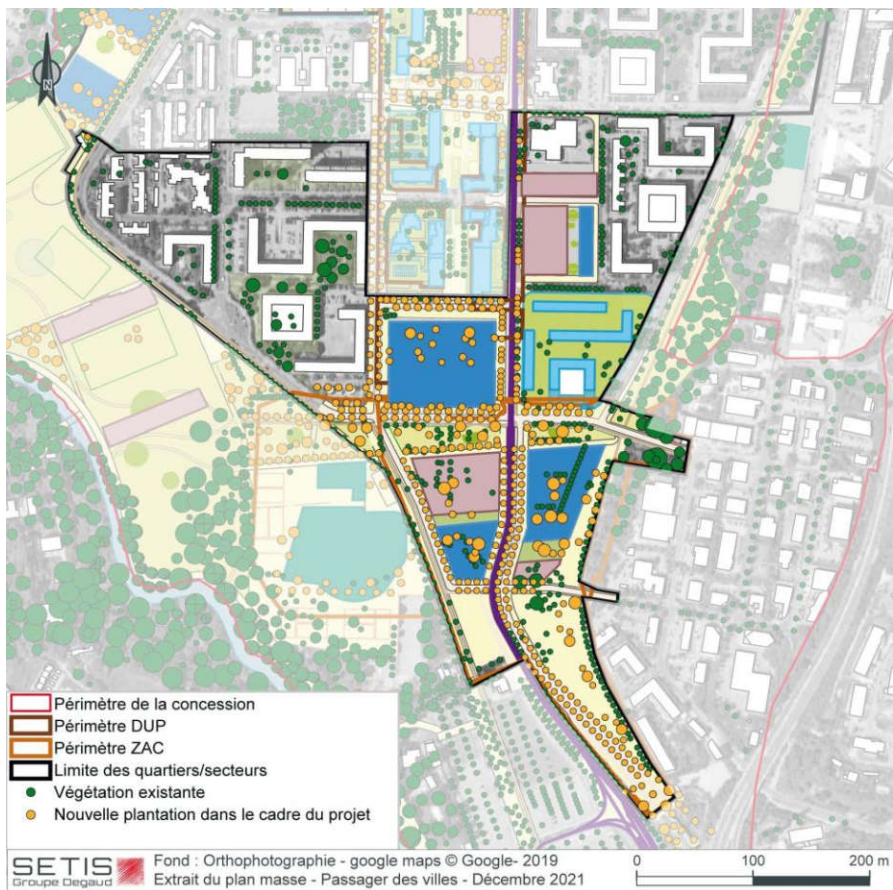 N
Périmètre de la concession
Périmètre DUP
Périmètre ZAC
Limite des quartiers/secteurs
Végétation existante
Nouvelle plantation dans le cadre du projet
SETIS
Groupe Degaud
Fond : Orthophotographie - google maps © Google- 2019
Extrait du plan masse - Passager des villes - Décembre 2021
0 100 200 m